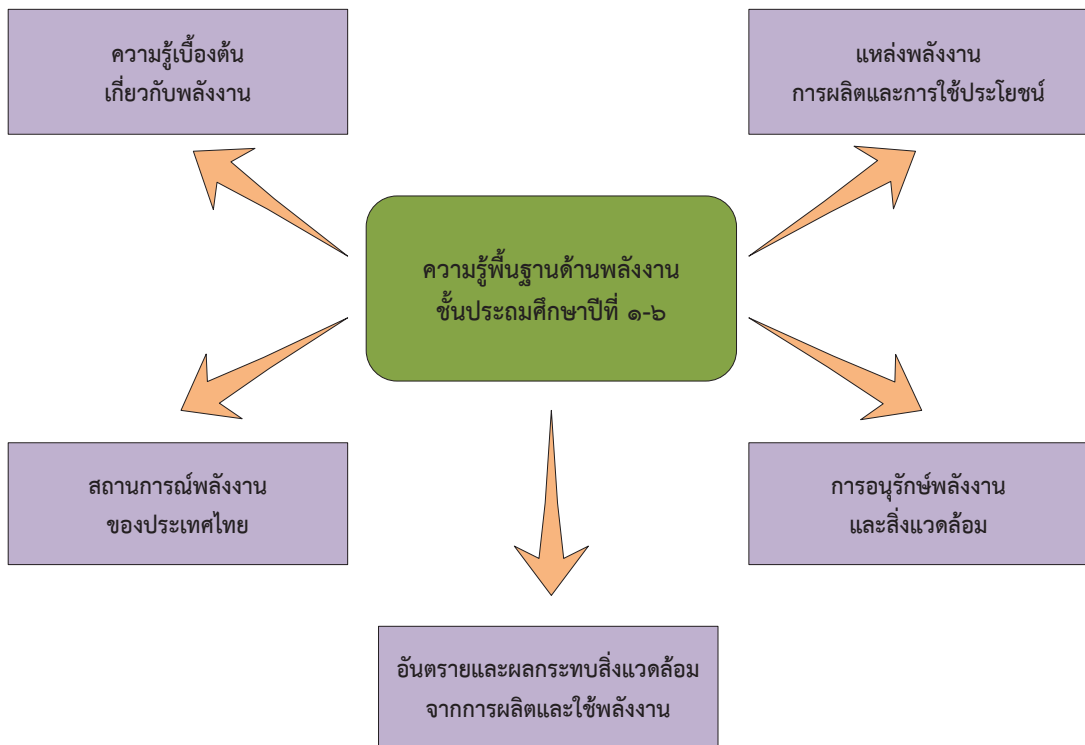 ความรู้เบื้องต้น
เกี่ยวกับพลังงาน
แหล่งพลังงาน
การผลิตและการใช้ประโยชน์
ความรู้พื้นฐานด้านพลังงาน
ชั้นประถมศึกษาปีที่ ๑-๖
สถานการณ์พลังงาน
ของประเทศไทย
การอนุรักษ์พลังงาน
และสิ่งแวดล้อม
อันตรายและผลกระทบสิ่งแวดล้อม
จากการผลิตและใช้พลังงาน